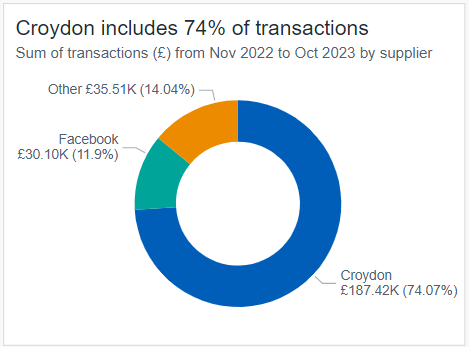 Croydon includes 74% of transactions
Sum of transactions (£) from Nov 2022 to Oct 2023 by supplier
Other £35.51K (14.04%)
Facebook
£30.10K (11.9%)
Croydon
£187.42K (74.07%)